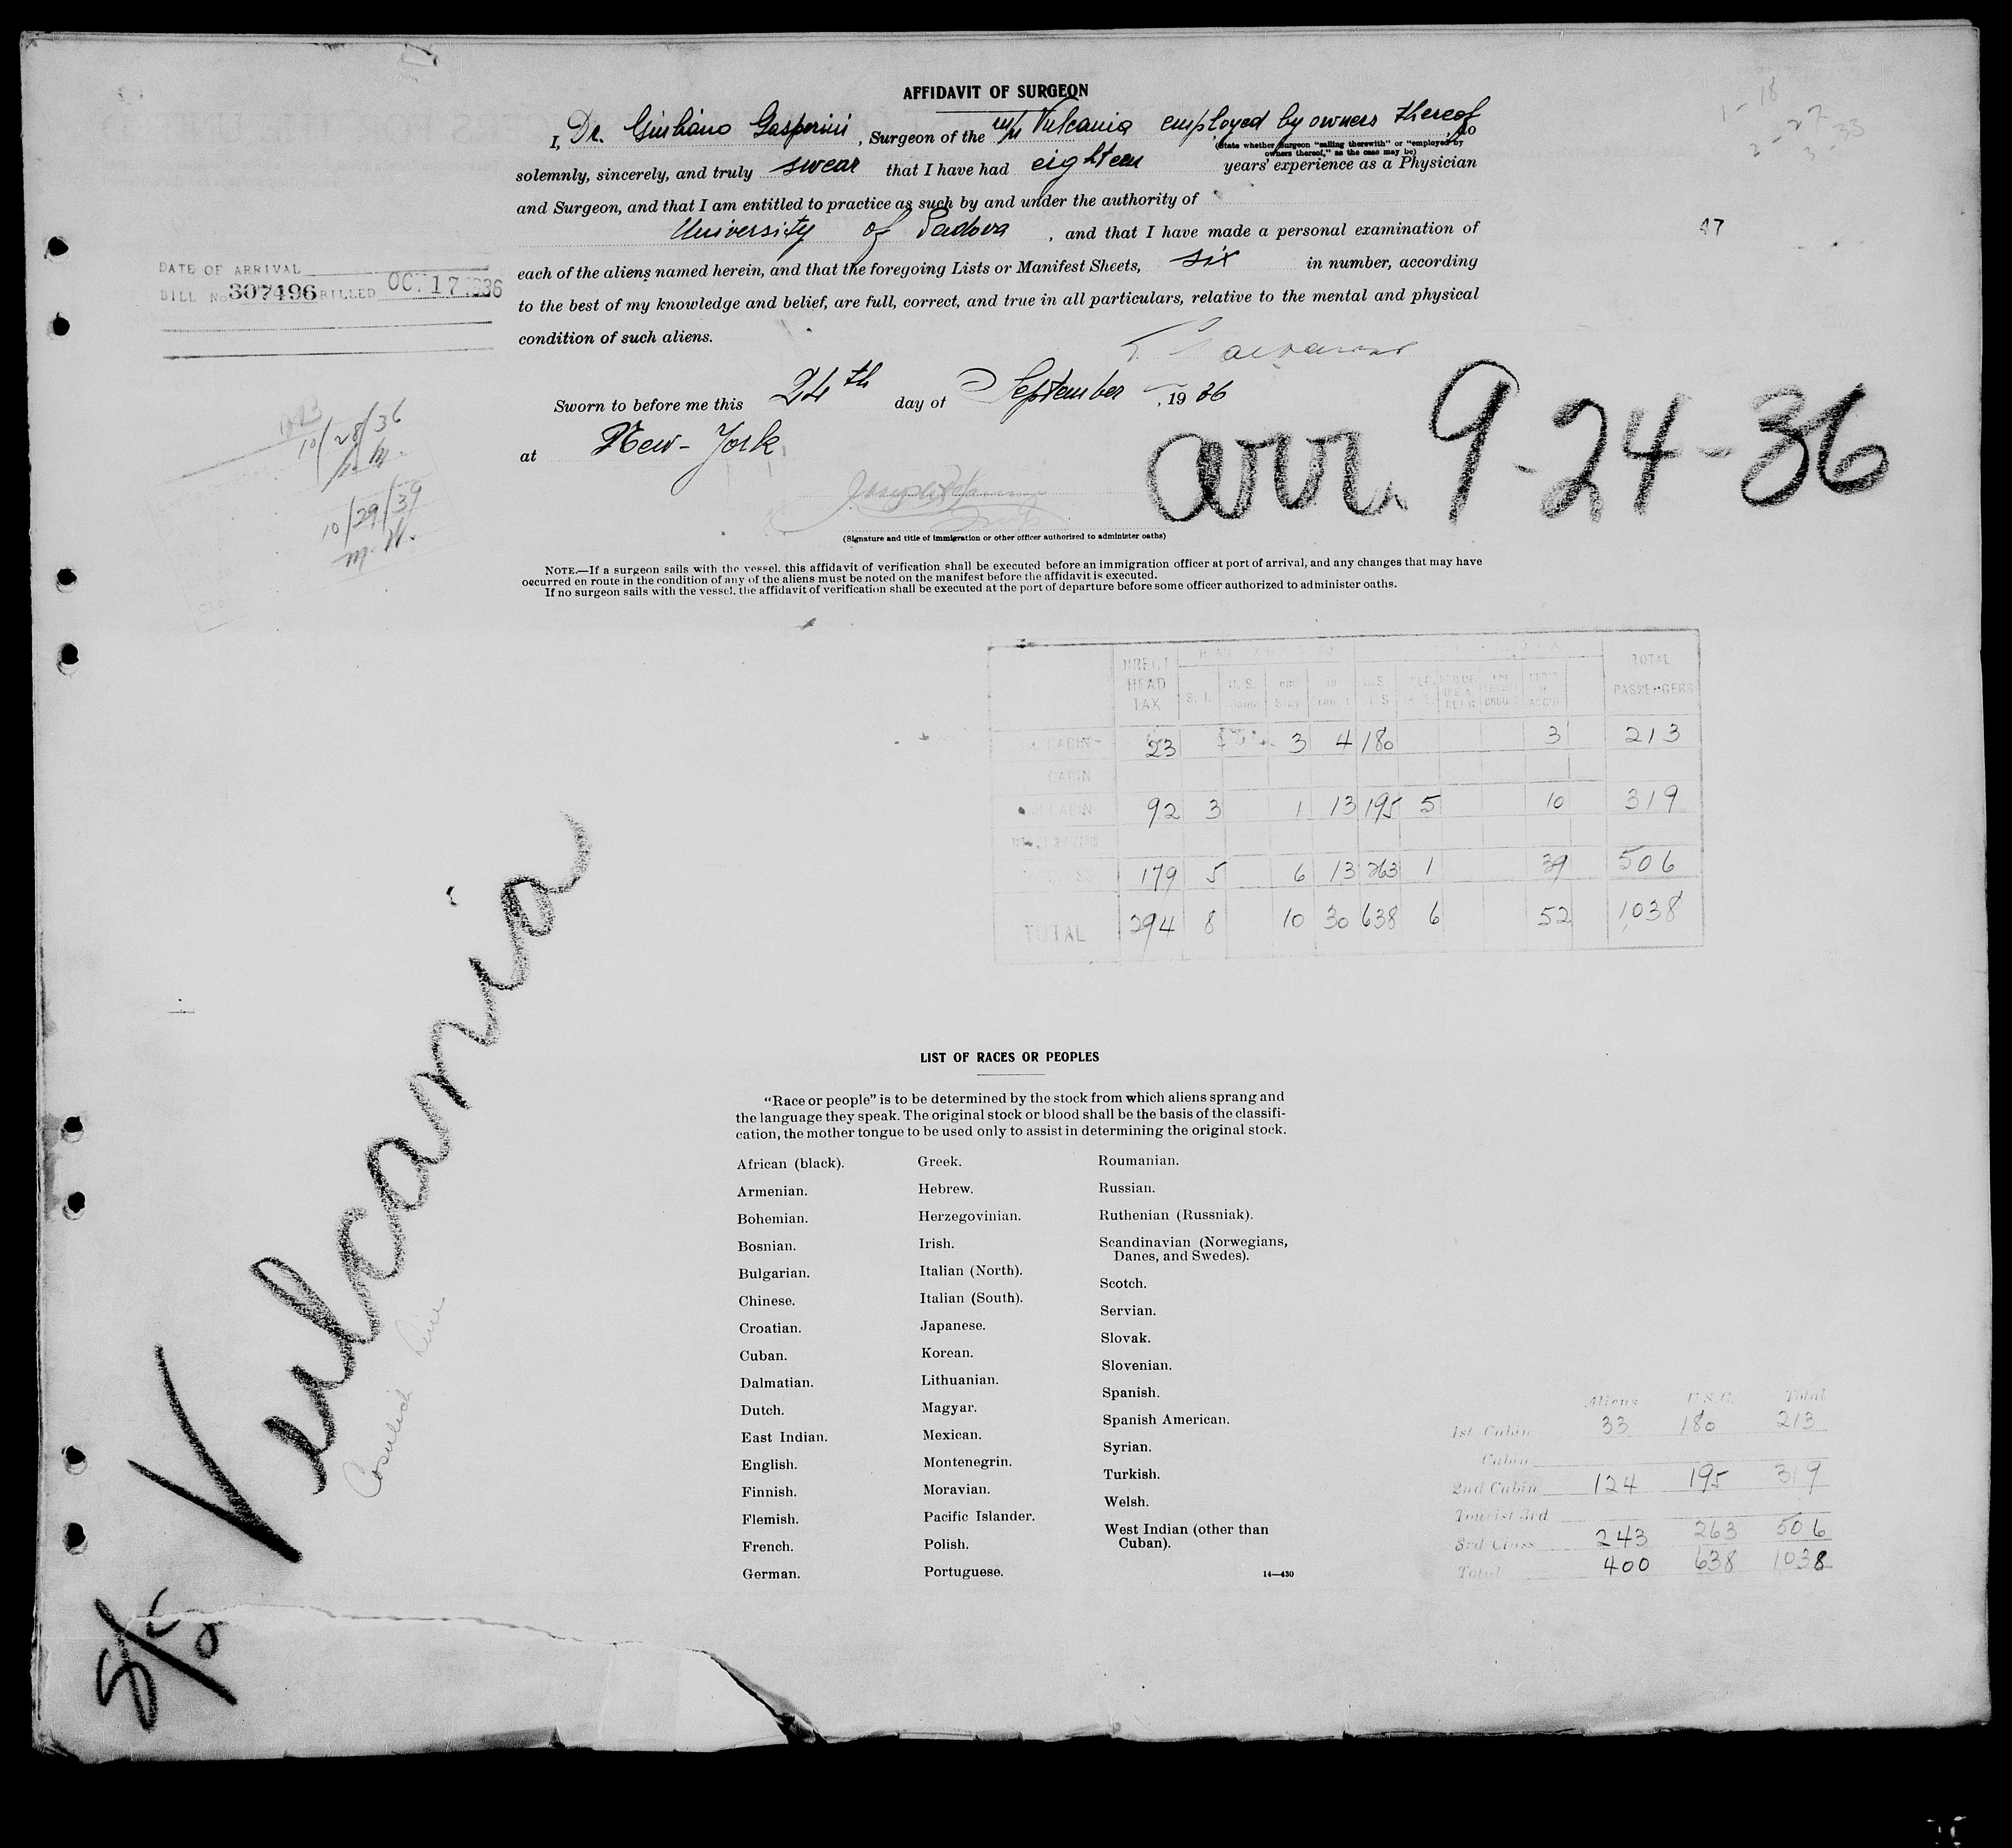 AFFIDAVIT OF SURGEON
I, Dr. Giuliano Gasperini, Surgeon of the m/s Vulcania employed by owners thereof, do
(State whether surgeon "sailing therewith" or "employed by
owners thereof," as the case may be)
solemnly, sincerely, and truly swear that I have had eighteen years' experience as a Physician
and Surgeon, and that I am entitled to practice as such by and under the authority of
University of Padova, and that I have made a personal examination of
each of the aliens named herein, and that the foregoing Lists or Manifest Sheets, six in number, according
to the best of my knowledge and belief, are full, correct, and true in all particulars, relative to the mental and physical
condition of such aliens.
1 - 18
2 - 27
3 - 33
47
DATE OF ARRIVAL
BILL No 307496 BILLED OCT 17 1936
Sworn to before me this 24th day of September, 1936
at New-York
arr. 9-24-36
10/28/36
10/29/39
(Signature and title of immigration or other officer authorized to administer oaths)
NOTE.—If a surgeon sails with the vessel, this affidavit of verification shall be executed before an immigration officer at port of arrival, and any changes that may have
occurred en route in the condition of any of the aliens must be noted on the manifest before the affidavit is executed.
If no surgeon sails with the vessel, the affidavit of verification shall be executed at the port of departure before some officer authorized to administer oaths.
DIRECT HEAD TAX S. I. U. S. TOTAL PASSENGERS
CABIN 23 3 4 180 3 213
CABIN
CABIN 92 3 1 13 195 5 10 319
179 5 6 13 263 1 39 506
TOTAL 294 8 10 30 638 6 52 1038
Vulcania
Cosulich Line
LIST OF RACES OR PEOPLES
"Race or people" is to be determined by the stock from which aliens sprang and
the language they speak. The original stock or blood shall be the basis of the classifi-
cation, the mother tongue to be used only to assist in determining the original stock.
African (black).
Armenian.
Bohemian.
Bosnian.
Bulgarian.
Chinese.
Croatian.
Cuban.
Dalmatian.
Dutch.
East Indian.
English.
Finnish.
Flemish.
French.
German.
Greek.
Hebrew.
Herzegovinian.
Irish.
Italian (North).
Italian (South).
Japanese.
Korean.
Lithuanian.
Magyar.
Mexican.
Montenegrin.
Moravian.
Pacific Islander.
Polish.
Portuguese.
Roumanian.
Russian.
Ruthenian (Russniak).
Scandinavian (Norwegians,
Danes, and Swedes).
Scotch.
Servian.
Slovak.
Slovenian.
Spanish.
Spanish American.
Syrian.
Turkish.
Welsh.
West Indian (other than
Cuban).
14—430
Aliens U.S.C. Total
1st Cabin 33 180 213
Cabin
2nd Cabin 124 195 319
Tourist 3rd
3rd Class 243 263 506
Total 400 638 1038